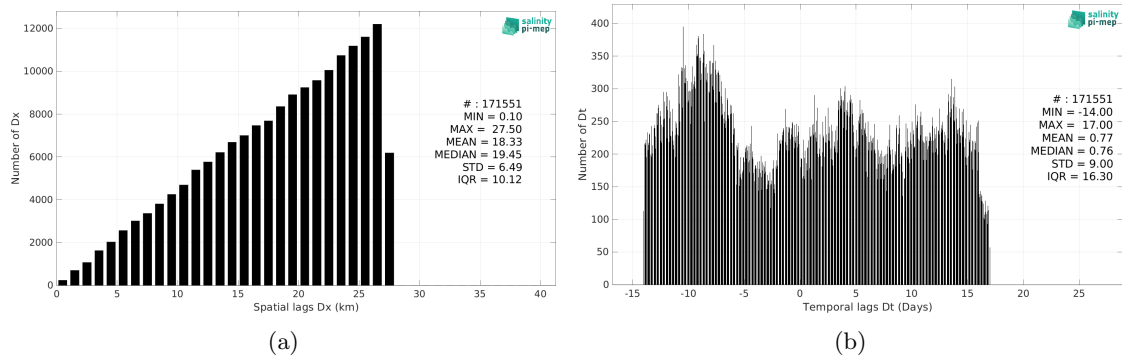 12000
10000
8000
6000
4000
2000
0
Number of Dx
0 5 10 15 20 25 30 35 40
Spatial lags Dx (km)
salinity
pi-mep
# : 171551
MIN = 0.10
MAX = 27.50
MEAN = 18.33
MEDIAN = 19.45
STD = 6.49
IQR = 10.12
(a)
400
350
300
250
200
150
100
50
0
Number of Dt
-15 -10 -5 0 5 10 15 20 25
Temporal lags Dt (Days)
salinity
pi-mep
# : 171551
MIN = -14.00
MAX = 17.00
MEAN = 0.77
MEDIAN = 0.76
STD = 9.00
IQR = 16.30
(b)